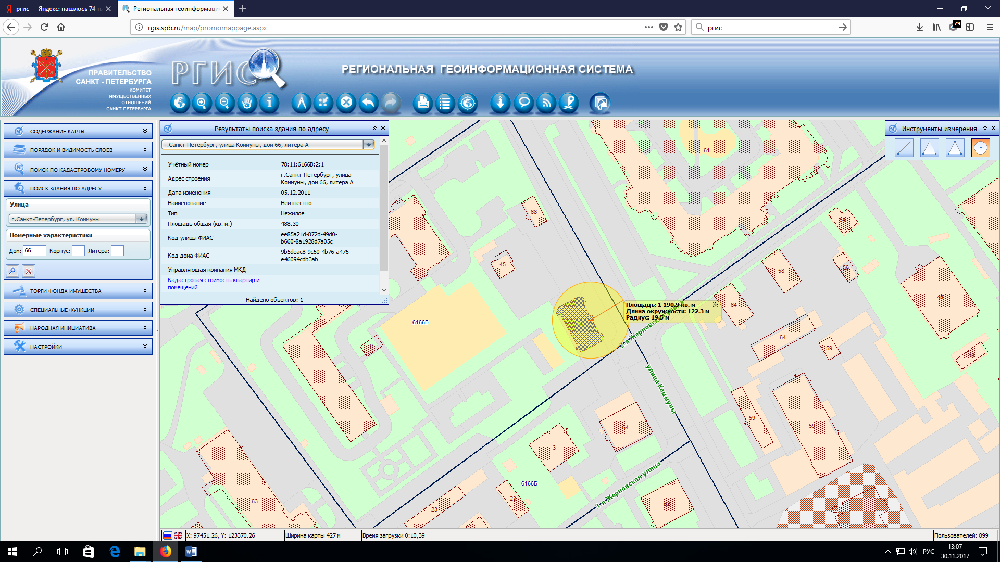 ргис — Яндекс: нашлось 74 ть
Региональная геоинформаци
rgis.spb.ru/map/promomappage.aspx
ргис
79
ПРАВИТЕЛЬСТВО
САНКТ - ПЕТЕРБУРГА
КОМИТЕТ
ИМУЩЕСТВЕННЫХ
ОТНОШЕНИЙ
САНКТ-ПЕТЕРБУРГА
РГИС
РЕГИОНАЛЬНАЯ ГЕОИНФОРМАЦИОННАЯ СИСТЕМА
СОДЕРЖАНИЕ КАРТЫ
ПОРЯДОК И ВИДИМОСТЬ СЛОЕВ
ПОИСК ПО КАДАСТРОВОМУ НОМЕРУ
ПОИСК ЗДАНИЯ ПО АДРЕСУ
Улица
г.Санкт-Петербург, ул. Коммуны
Номерные характеристики
Дом: 66 Корпус: Литера:
ТОРГИ ФОНДА ИМУЩЕСТВА
СПЕЦИАЛЬНЫЕ ФУНКЦИИ
НАРОДНАЯ ИНИЦИАТИВА
НАСТРОЙКИ
Результаты поиска здания по адресу
г.Санкт-Петербург, улица Коммуны, дом 66, литера А
Учётный номер 78:11:6166В:2:1
Адрес строения г.Санкт-Петербург, улица
Коммуны, дом 66, литера А
Дата изменения 05.12.2011
Наименование Неизвестно
Тип Нежилое
Площадь общая (кв. м.) 488.30
Код улицы ФИАС ee85a21d-872d-49d0-
b660-8a1928d7a05c
Код дома ФИАС 9b5deac8-9c60-4b76-a476-
e46094cdb3ab
Управляющая компания МКД
Кадастровая стоимость квартир и
помещений
Найдено объектов: 1
Инструменты измерения
61
68
54
45
58
56
48
64
Площадь: 1 190.9 кв. м
Длина окружности: 122.3 м
Радиус: 19.5 м
6166В
8
2-я Жерновская улица
64
59
48
улица Коммуны
59
59
64
3
6166Б
3-я Жерновская улица
63
23
23
62
X: 97451.26, Y: 123370.26
Ширина карты 427 м
Время загрузки 0:10,39
Пользователей: 899
РУС
13:07
30.11.2017